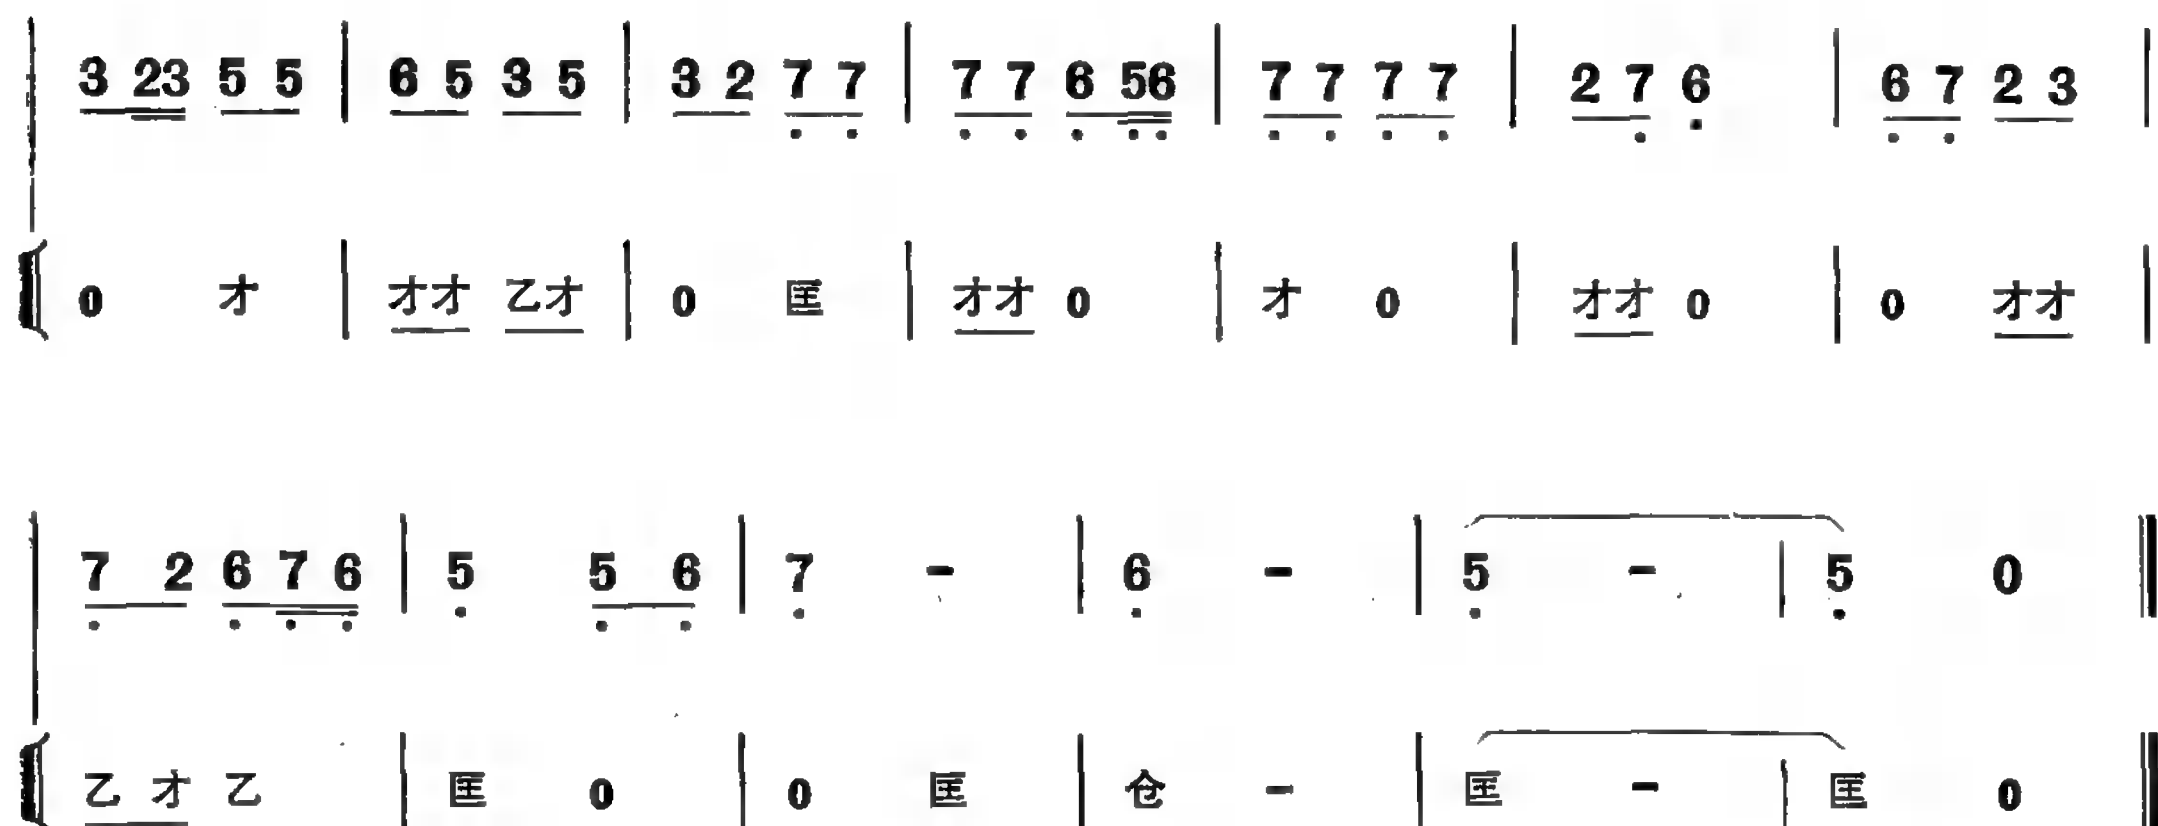 3 23 5 5 | 6 5 3 5 | 3 2 7 7 | 7 7 6 56 | 7 7 7 7 | 2 7 6 | 6 7 2 3 |
0 才 | 才才 乙才 | 0 匡 | 才才 0 | 才 0 | 才才 0 | 0 才才 |
7 2 6 7 6 | 5 5 6 | 7 - | 6 - | 5 - | 5 0 ‖
乙 才 乙 | 匡 0 | 0 匡 | 仓 - | 匡 - | 匡 0 ‖